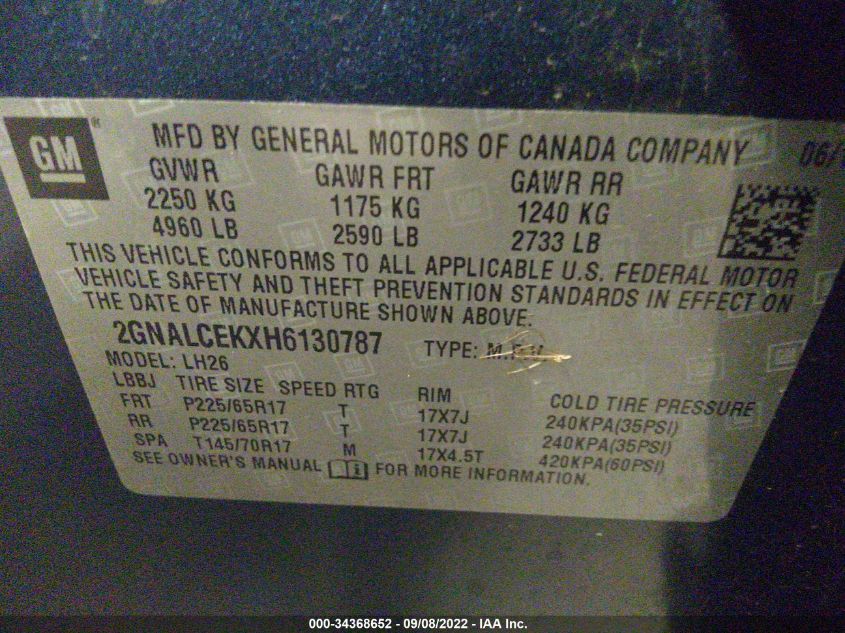 GM® MFD BY GENERAL MOTORS OF CANADA COMPANY 06/
GVWR GAWR FRT GAWR RR
2250 KG 1175 KG 1240 KG
4960 LB 2590 LB 2733 LB
THIS VEHICLE CONFORMS TO ALL APPLICABLE U.S. FEDERAL MOTOR
VEHICLE SAFETY AND THEFT PREVENTION STANDARDS IN EFFECT ON
THE DATE OF MANUFACTURE SHOWN ABOVE.
2GNALCEKXH6130787 TYPE: M.P.V.
MODEL: LH26
LBBJ TIRE SIZE SPEED RTG RIM COLD TIRE PRESSURE
FRT P225/65R17 T 17X7J 240KPA(35PSI)
RR P225/65R17 T 17X7J 240KPA(35PSI)
SPA T145/70R17 M 17X4.5T 420KPA(60PSI)
SEE OWNER'S MANUAL i FOR MORE INFORMATION.
000-34368652 - 09/08/2022 - IAA Inc.